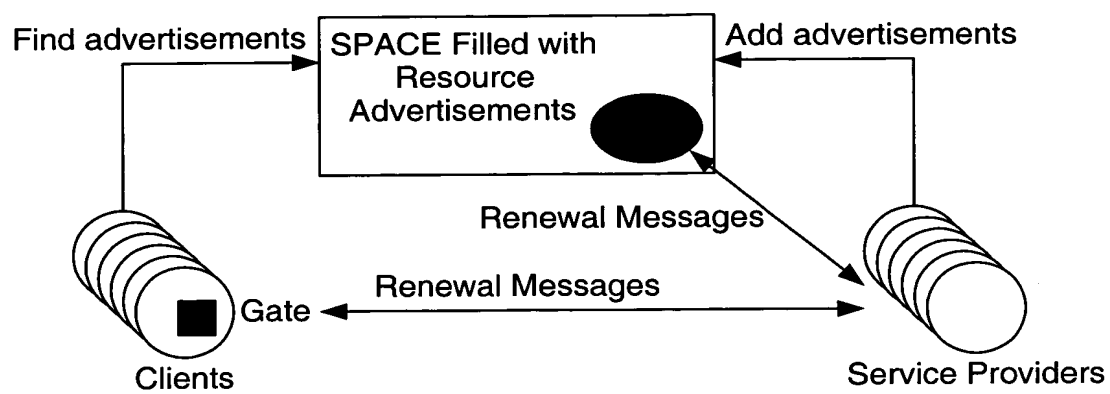 Find advertisements
SPACE Filled with
Resource
Advertisements
Add advertisements
Renewal Messages
Renewal Messages
Gate
Clients
Service Providers